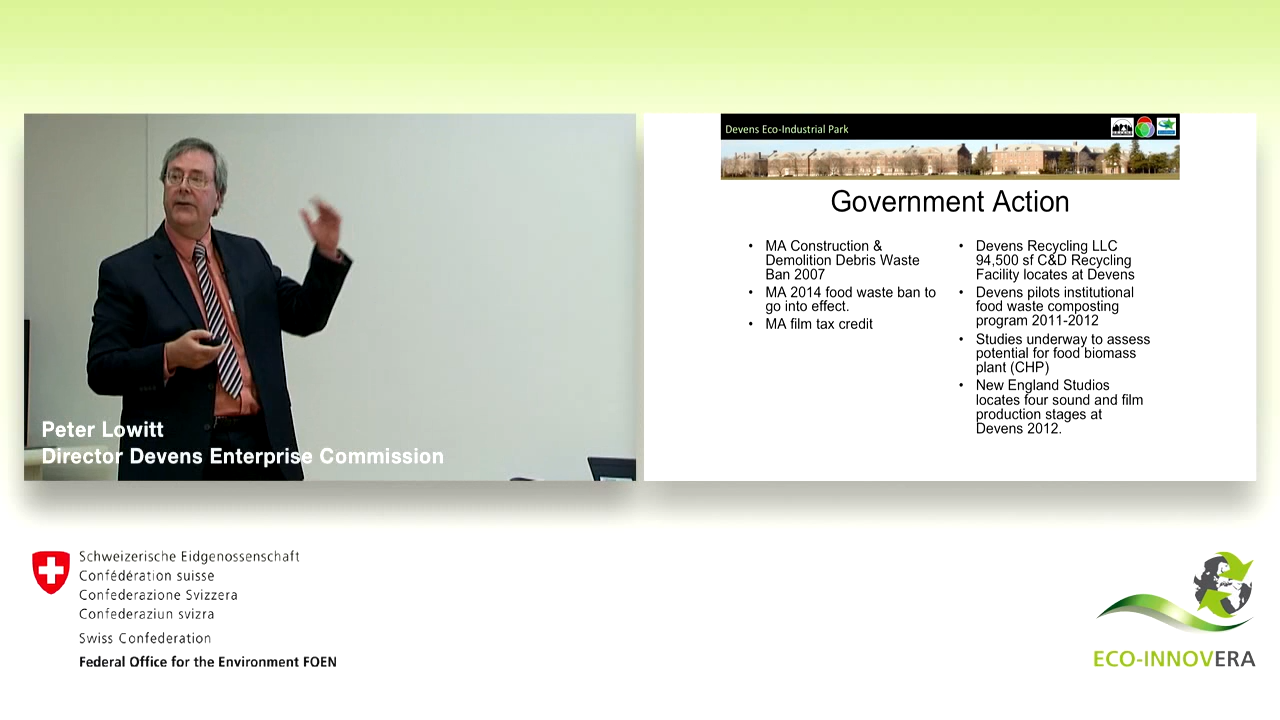 Peter Lowitt
Director Devens Enterprise Commission
Devens Eco-Industrial Park
Government Action
• MA Construction &
Demolition Debris Waste
Ban 2007
• MA 2014 food waste ban to
go into effect.
• MA film tax credit
• Devens Recycling LLC
94,500 sf C&D Recycling
Facility locates at Devens
• Devens pilots institutional
food waste composting
program 2011-2012
• Studies underway to assess
potential for food biomass
plant (CHP)
• New England Studios
locates four sound and film
production stages at
Devens 2012.
Schweizerische Eidgenossenschaft
Confédération suisse
Confederazione Svizzera
Confederaziun svizra
Swiss Confederation
Federal Office for the Environment FOEN
ECO-INNOVERA